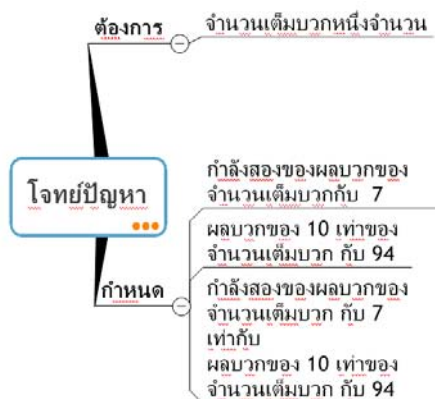 ต้องการ
จำนวนเต็มบวกหนึ่งจำนวน
โจทย์ปัญหา
กำหนด
กำลังสองของผลบวกของ
จำนวนเต็มบวกกับ 7
ผลบวกของ 10 เท่าของ
จำนวนเต็มบวก กับ 94
กำลังสองของผลบวกของ
จำนวนเต็มบวก กับ 7
เท่ากับ
ผลบวกของ 10 เท่าของ
จำนวนเต็มบวก กับ 94